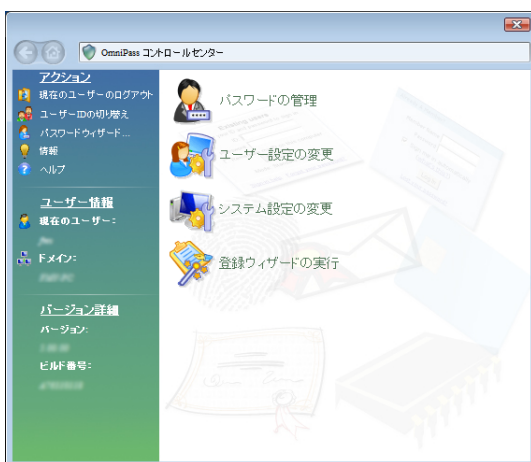 OmniPass コントロールセンター
アクション
現在のユーザーのログアウト
ユーザーIDの切り替え
パスワードウィザード...
情報
ヘルプ
ユーザー情報
現在のユーザー:
ドメイン:
バージョン詳細
バージョン:
ビルド番号:
パスワードの管理
ユーザー設定の変更
システム設定の変更
登録ウィザードの実行